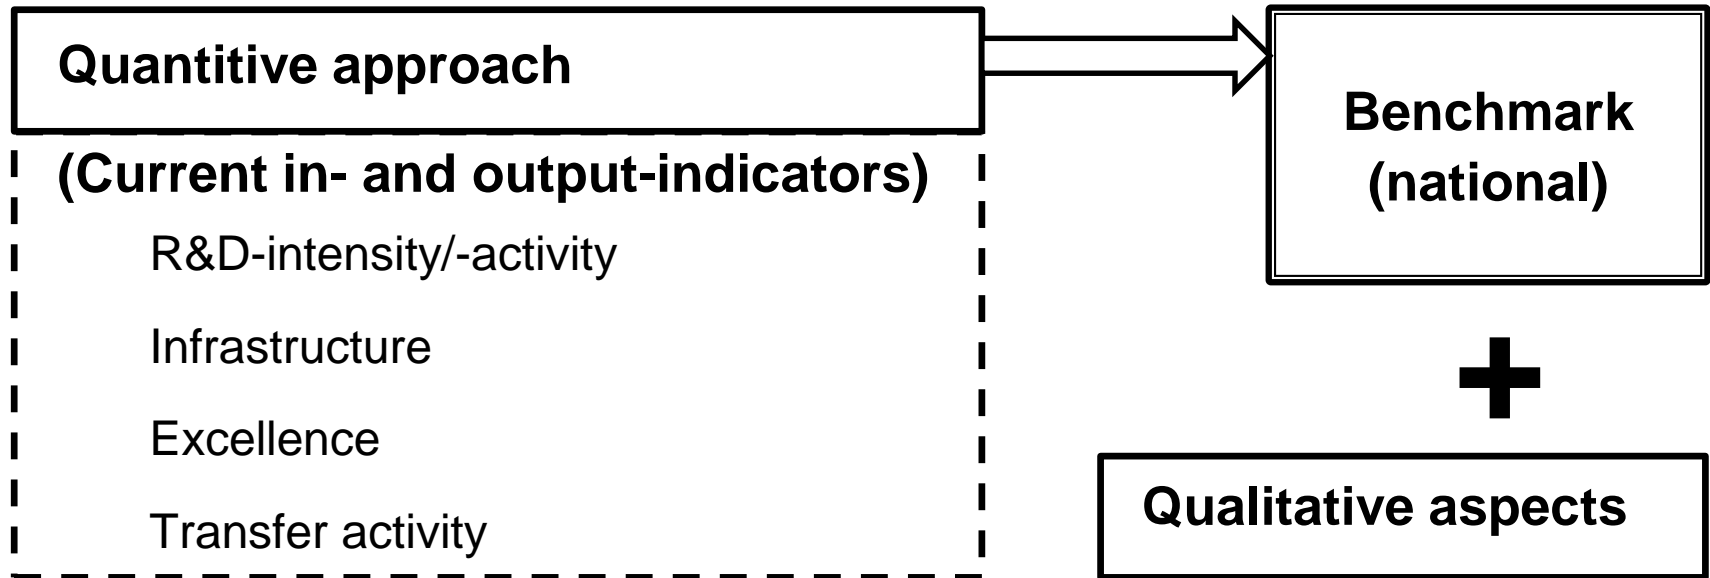 Quantitive approach
(Current in- and output-indicators)
R&D-intensity/-activity
Infrastructure
Excellence
Transfer activity
Benchmark
(national)
+
Qualitative aspects